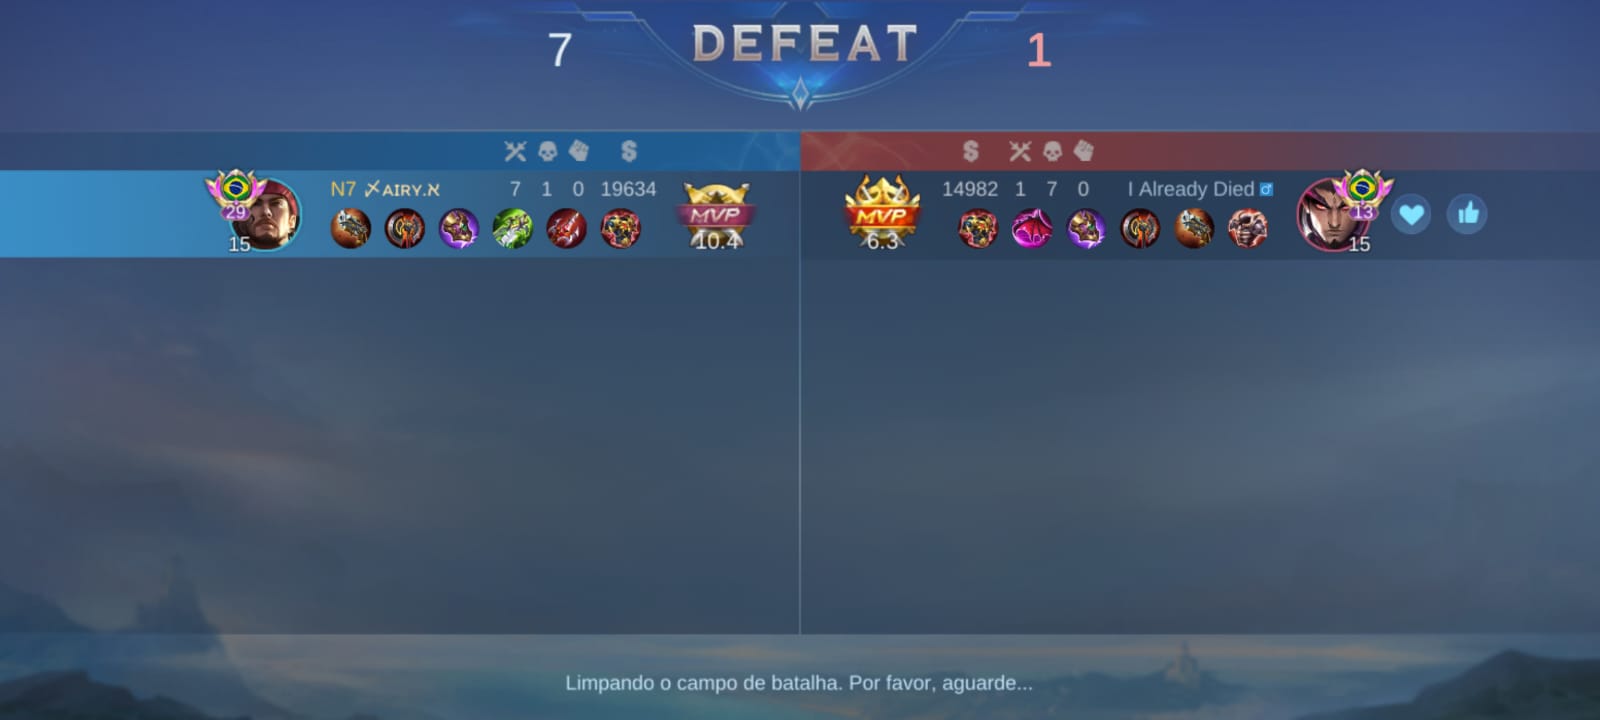 7 DEFEAT 1
N7 〆AIRY.א 7 1 0 19634 MVP 10.4
29
15
MVP 6.3 14982 1 7 0 I Already Died
13
15
Limpando o campo de batalha. Por favor, aguarde...